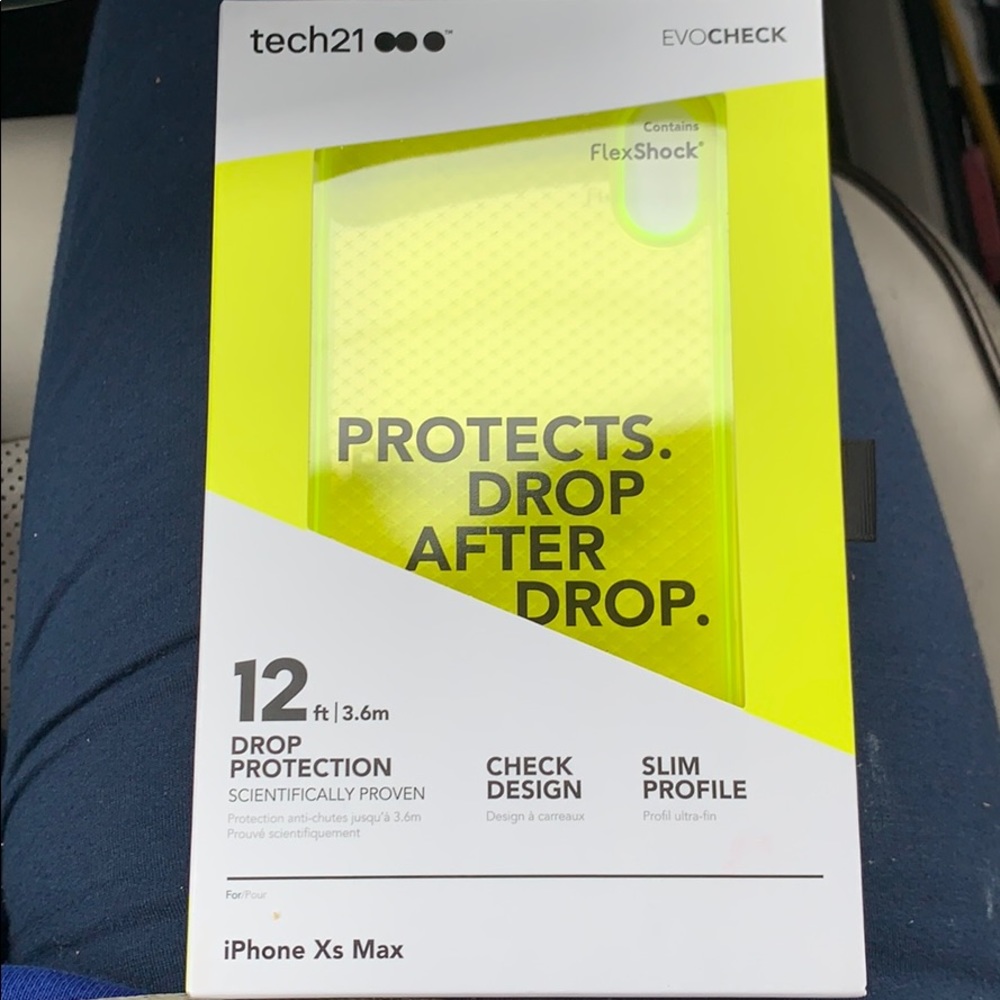 tech21
EVOCHECK
Contains
FlexShock®
PROTECTS.
DROP
AFTER
DROP.
12 ft | 3.6m
DROP
PROTECTION
SCIENTIFICALLY PROVEN
Protection anti-chutes jusqu'à 3.6m
Prouvé scientifiquement
CHECK
DESIGN
Design à carreaux
SLIM
PROFILE
Profil ultra-fin
For/Pour
iPhone Xs Max